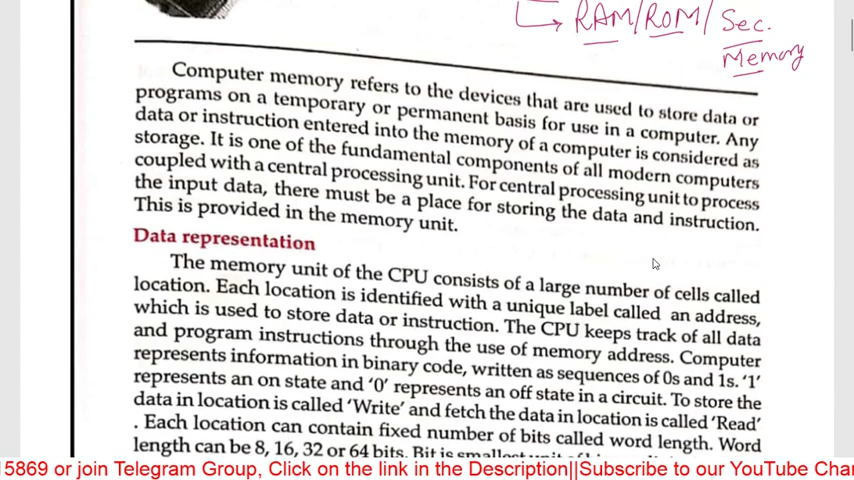 RAM/ROM/ Sec.
Memory
Computer memory refers to the devices that are used to store data or
programs on a temporary or permanent basis for use in a computer. Any
data or instruction entered into the memory of a computer is considered as
storage. It is one of the fundamental components of all modern computers
coupled with a central processing unit. For central processing unit to process
the input data, there must be a place for storing the data and instruction.
This is provided in the memory unit.
Data representation
The memory unit of the CPU consists of a large number of cells called
location. Each location is identified with a unique label called an address,
which is used to store data or instruction. The CPU keeps track of all data
and program instructions through the use of memory address. Computer
represents information in binary code, written as sequences of 0s and 1s. '1'
represents an on state and '0' represents an off state in a circuit. To store the
data in location is called 'Write' and fetch the data in location is called 'Read'
. Each location can contain fixed number of bits called word length. Word
length can be 8, 16, 32 or 64 bits. Bit is smallest unit of
15869 or join Telegram Group, Click on the link in the Description||Subscribe to our YouTube Char